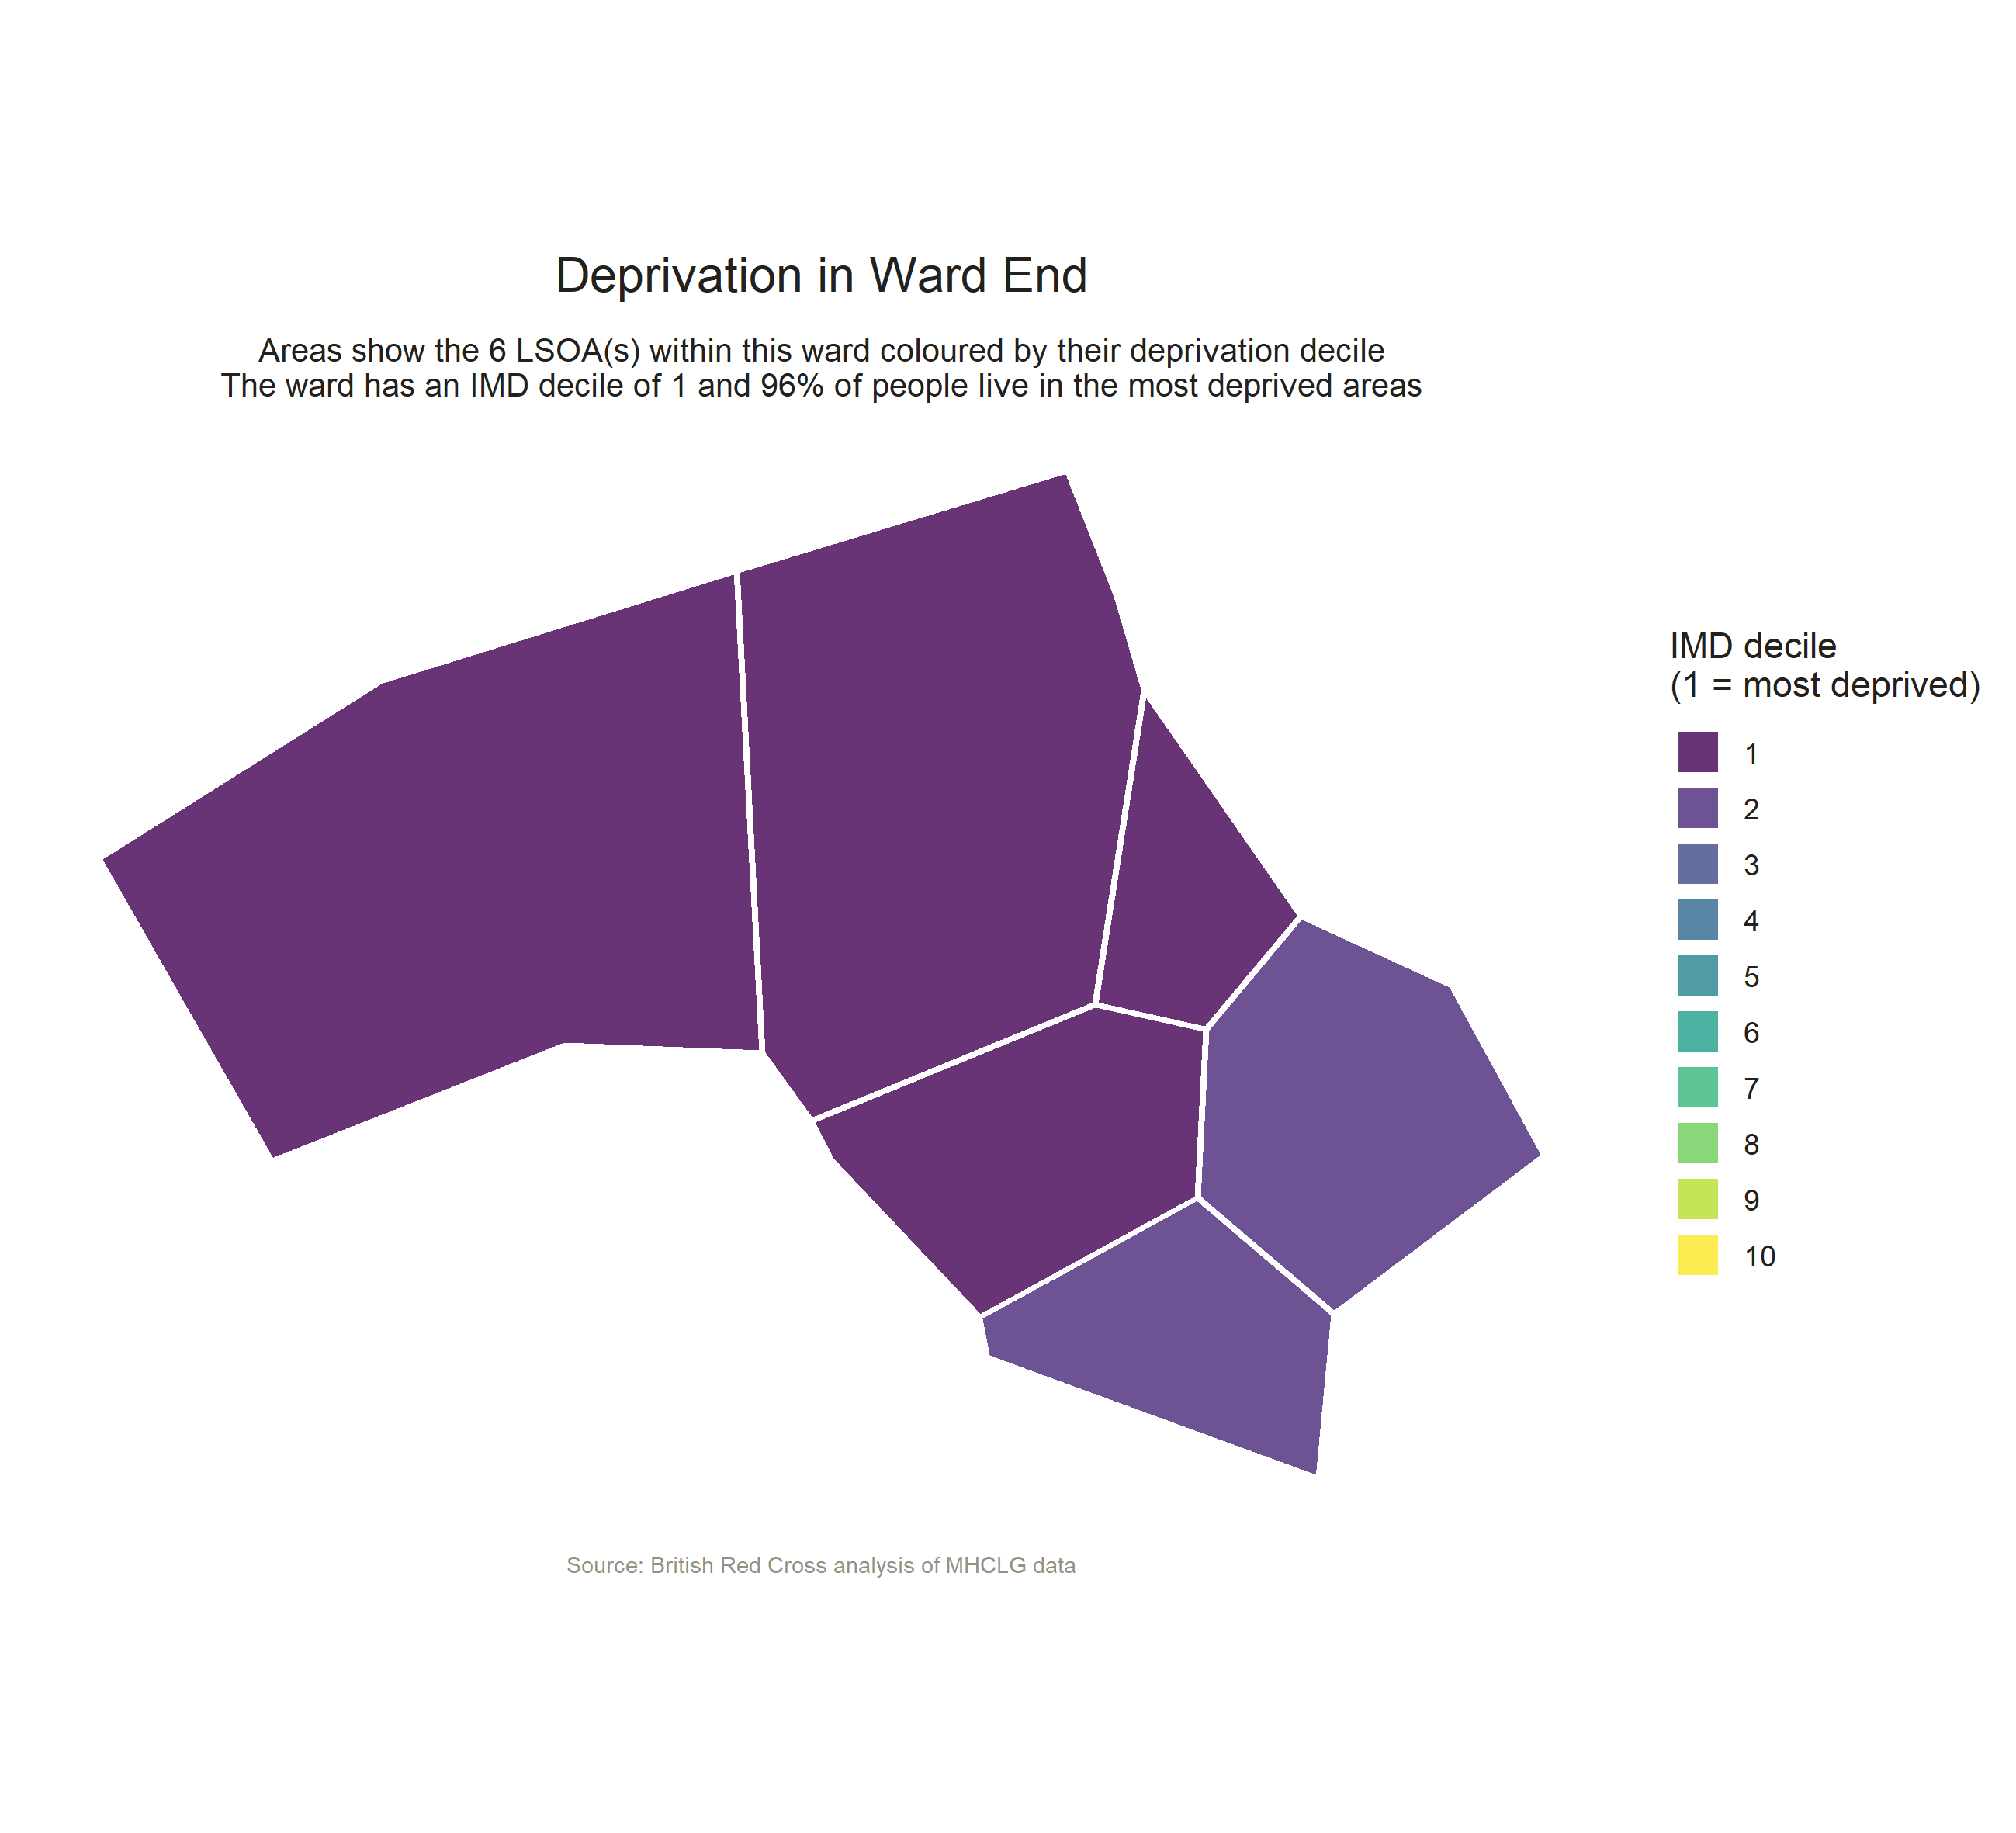 Deprivation in Ward End
Areas show the 6 LSOA(s) within this ward coloured by their deprivation decile
The ward has an IMD decile of 1 and 96% of people live in the most deprived areas
IMD decile
(1 = most deprived)
1
2
3
4
5
6
7
8
9
10
Source: British Red Cross analysis of MHCLG data